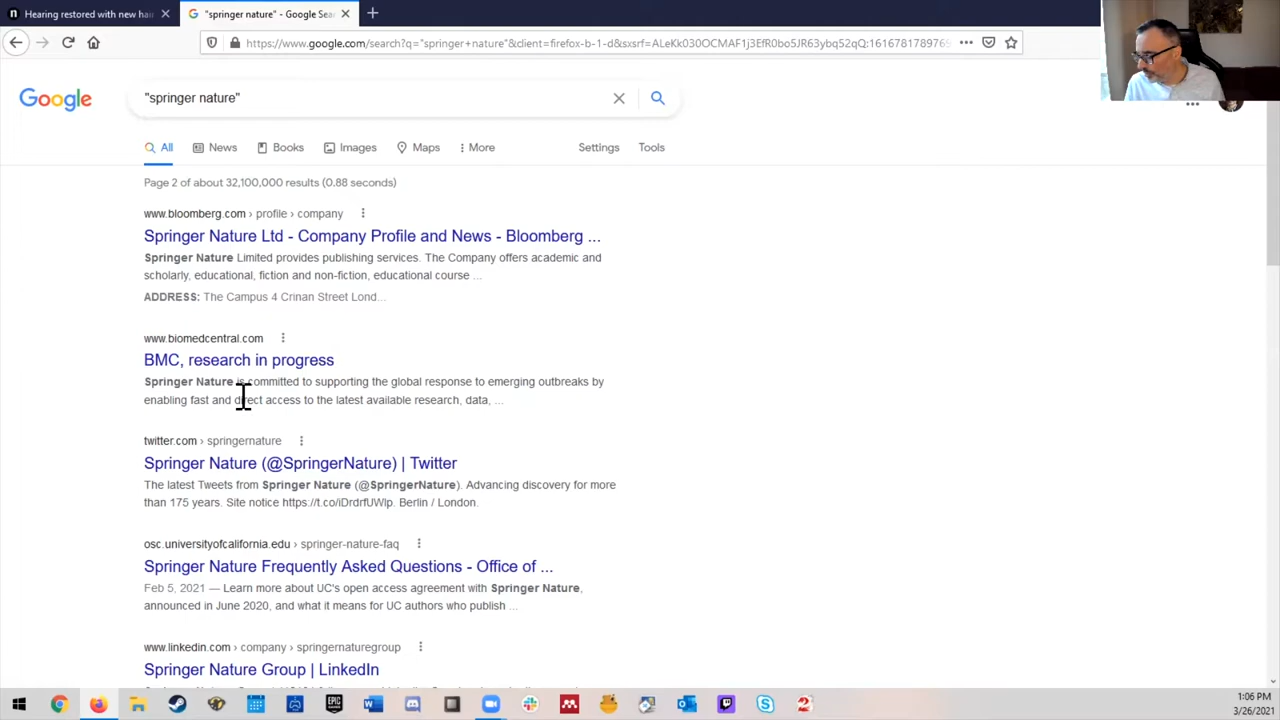 Hearing restored with new hai
"springer nature" - Google Sea
https://www.google.com/search?q="springer+nature"&client=firefox-b-1-d&sxsrf=ALeKk030OCMAF1j3EfR0bo5JR63ybq52qQ:1616781789765
Google
"springer nature"
All News Books Images Maps More Settings Tools
Page 2 of about 32,100,000 results (0.88 seconds)
www.bloomberg.com › profile › company
Springer Nature Ltd - Company Profile and News - Bloomberg ...
Springer Nature Limited provides publishing services. The Company offers academic and
scholarly, educational, fiction and non-fiction, educational course ...
ADDRESS: The Campus 4 Crinan Street Lond...
www.biomedcentral.com
BMC, research in progress
Springer Nature is committed to supporting the global response to emerging outbreaks by
enabling fast and direct access to the latest available research, data, ...
twitter.com › springernature
Springer Nature (@SpringerNature) | Twitter
The latest Tweets from Springer Nature (@SpringerNature). Advancing discovery for more
than 175 years. Site notice https://t.co/iDrdrfUWlp. Berlin / London.
osc.universityofcalifornia.edu › springer-nature-faq
Springer Nature Frequently Asked Questions - Office of ...
Feb 5, 2021 — Learn more about UC's open access agreement with Springer Nature,
announced in June 2020, and what it means for UC authors who publish ...
www.linkedin.com › company › springernaturegroup
Springer Nature Group | LinkedIn
1:06 PM
3/26/2021